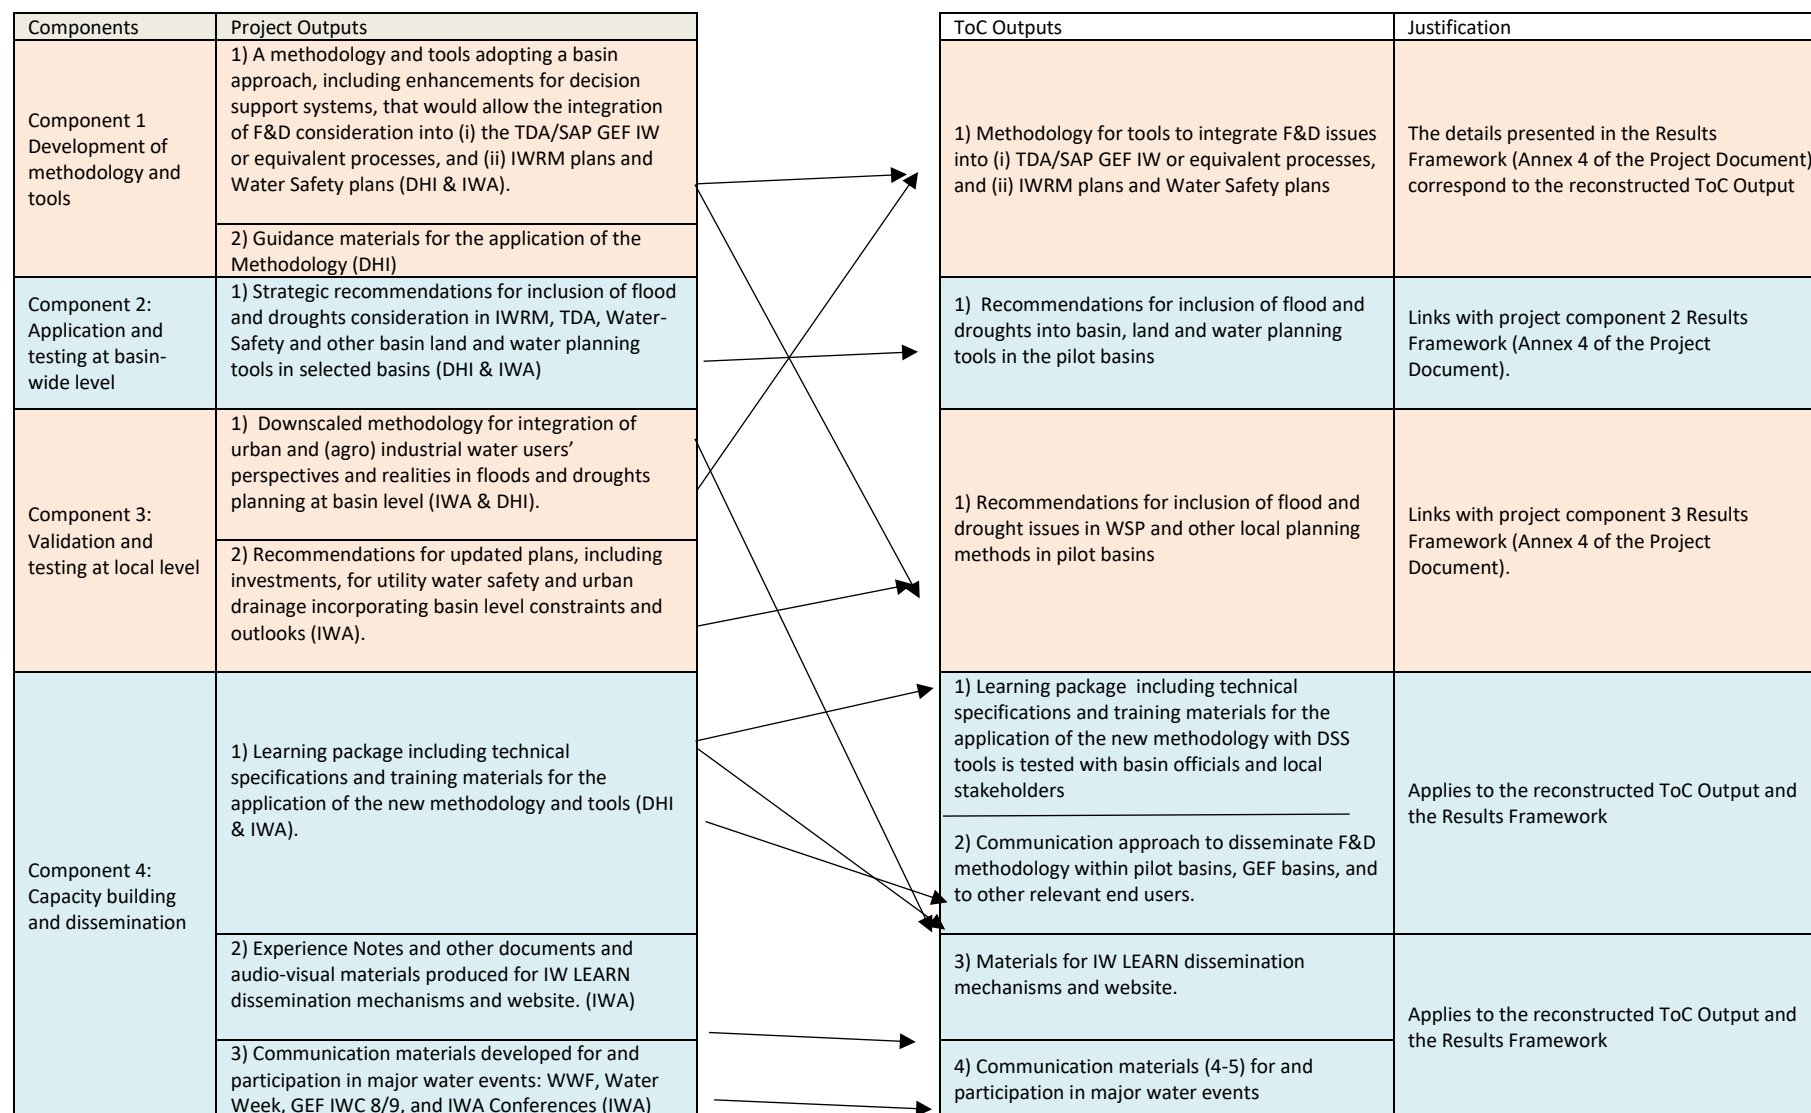 Components
Project Outputs
Component 1
Development of
methodology and
tools
1) A methodology and tools adopting a basin
approach, including enhancements for decision
support systems, that would allow the integration
of F&D consideration into (i) the TDA/SAP GEF IW
or equivalent processes, and (ii) IWRM plans and
Water Safety plans (DHI & IWA).
2) Guidance materials for the application of the
Methodology (DHI)
Component 2:
Application and
testing at basin-
wide level
1) Strategic recommendations for inclusion of flood
and droughts consideration in IWRM, TDA, Water-
Safety and other basin land and water planning
tools in selected basins (DHI & IWA)
Component 3:
Validation and
testing at local level
1)  Downscaled methodology for integration of
urban and (agro) industrial water users’
perspectives and realities in floods and droughts
planning at basin level (IWA & DHI).
2) Recommendations for updated plans, including
investments, for utility water safety and urban
drainage incorporating basin level constraints and
outlooks (IWA).
Component 4:
Capacity building
and dissemination
1) Learning package including technical
specifications and training materials for the
application of the new methodology and tools (DHI
& IWA).
2) Experience Notes and other documents and
audio-visual materials produced for IW LEARN
dissemination mechanisms and website. (IWA)
3) Communication materials developed for and
participation in major water events: WWF, Water
Week, GEF IWC 8/9, and IWA Conferences (IWA)
ToC Outputs
Justification
1) Methodology for tools to integrate F&D issues
into (i) TDA/SAP GEF IW or equivalent processes,
and (ii) IWRM plans and Water Safety plans
The details presented in the Results
Framework (Annex 4 of the Project Document)
correspond to the reconstructed ToC Output
1)  Recommendations for inclusion of flood and
droughts into basin, land and water planning
tools in the pilot basins
Links with project component 2 Results
Framework (Annex 4 of the Project
Document).
1) Recommendations for inclusion of flood and
drought issues in WSP and other local planning
methods in pilot basins
Links with project component 3 Results
Framework (Annex 4 of the Project
Document).
1) Learning package  including technical
specifications and training materials for the
application of the new methodology with DSS
tools is tested with basin officials and local
stakeholders
2) Communication approach to disseminate F&D
methodology within pilot basins, GEF basins, and
to other relevant end users.
Applies to the reconstructed ToC Output and
the Results Framework
3) Materials for IW LEARN dissemination
mechanisms and website.
4) Communication materials (4-5) for and
participation in major water events
Applies to the reconstructed ToC Output and
the Results Framework